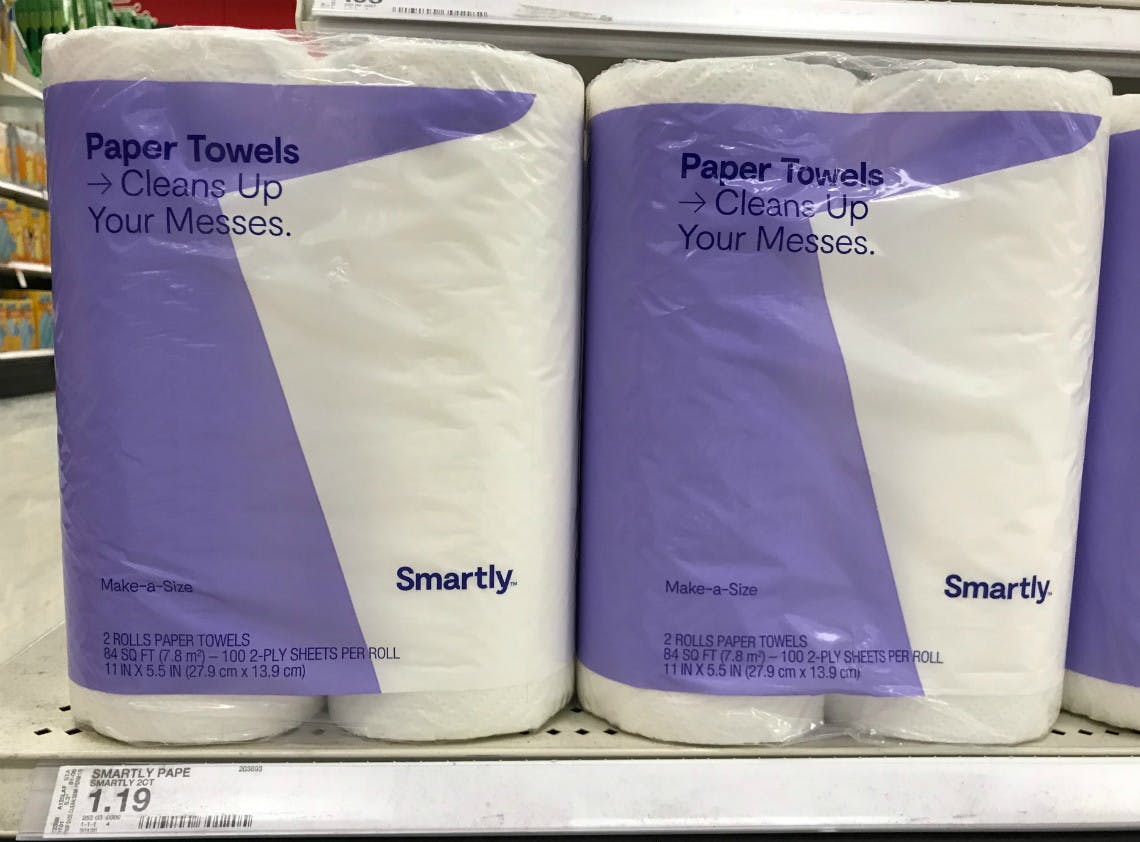 Paper Towels
→ Cleans Up
Your Messes.
Make-a-Size
Smartly™
2 ROLLS PAPER TOWELS
84 SQ FT (7.8 m²) – 100 2-PLY SHEETS PER ROLL
11 IN X 5.5 IN (27.9 cm x 13.9 cm)
Paper Towels
→ Cleans Up
Your Messes.
Make-a-Size
Smartly™
2 ROLLS PAPER TOWELS
84 SQ FT (7.8 m²) – 100 2-PLY SHEETS PER ROLL
11 IN X 5.5 IN (27.9 cm x 13.9 cm)
SMARTLY PAPE
203893
SMARTLY 2CT
1.19